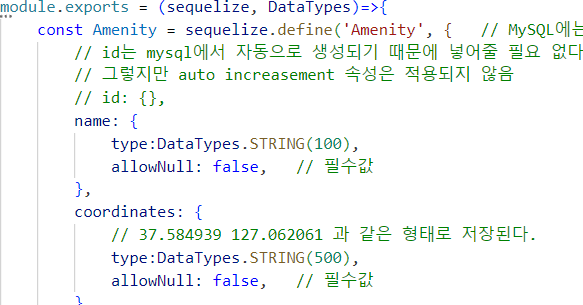 module.exports = (sequelize, DataTypes)=>{
const Amenity = sequelize.define('Amenity', { // MySQL에는
// id는 mysql에서 자동으로 생성되기 때문에 넣어줄 필요 없다
// 그렇지만 auto increasement 속성은 적용되지 않음
// id: {},
name: {
type:DataTypes.STRING(100),
allowNull: false, // 필수값
},
coordinates: {
// 37.584939 127.062061 과 같은 형태로 저장된다.
type:DataTypes.STRING(500),
allowNull: false, // 필수값
},